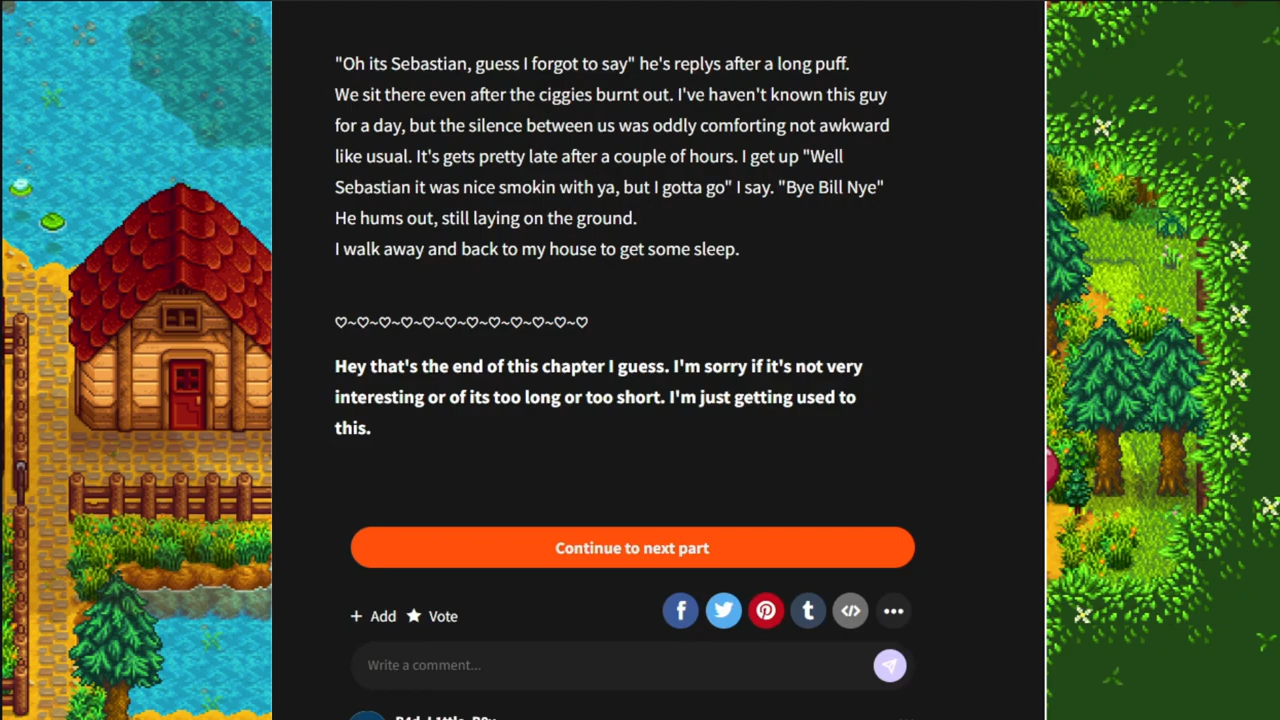 "Oh its Sebastian, guess I forgot to say" he's replys after a long puff.
We sit there even after the ciggies burnt out. I've haven't known this guy
for a day, but the silence between us was oddly comforting not awkward
like usual. It's gets pretty late after a couple of hours. I get up "Well
Sebastian it was nice smokin with ya, but I gotta go" I say. "Bye Bill Nye"
He hums out, still laying on the ground.
I walk away and back to my house to get some sleep.
♡~♡~♡~♡~♡~♡~♡~♡~♡~♡~♡~♡
Hey that's the end of this chapter I guess. I'm sorry if it's not very
interesting or of its too long or too short. I'm just getting used to
this.
Continue to next part
+ Add ★ Vote
Write a comment...